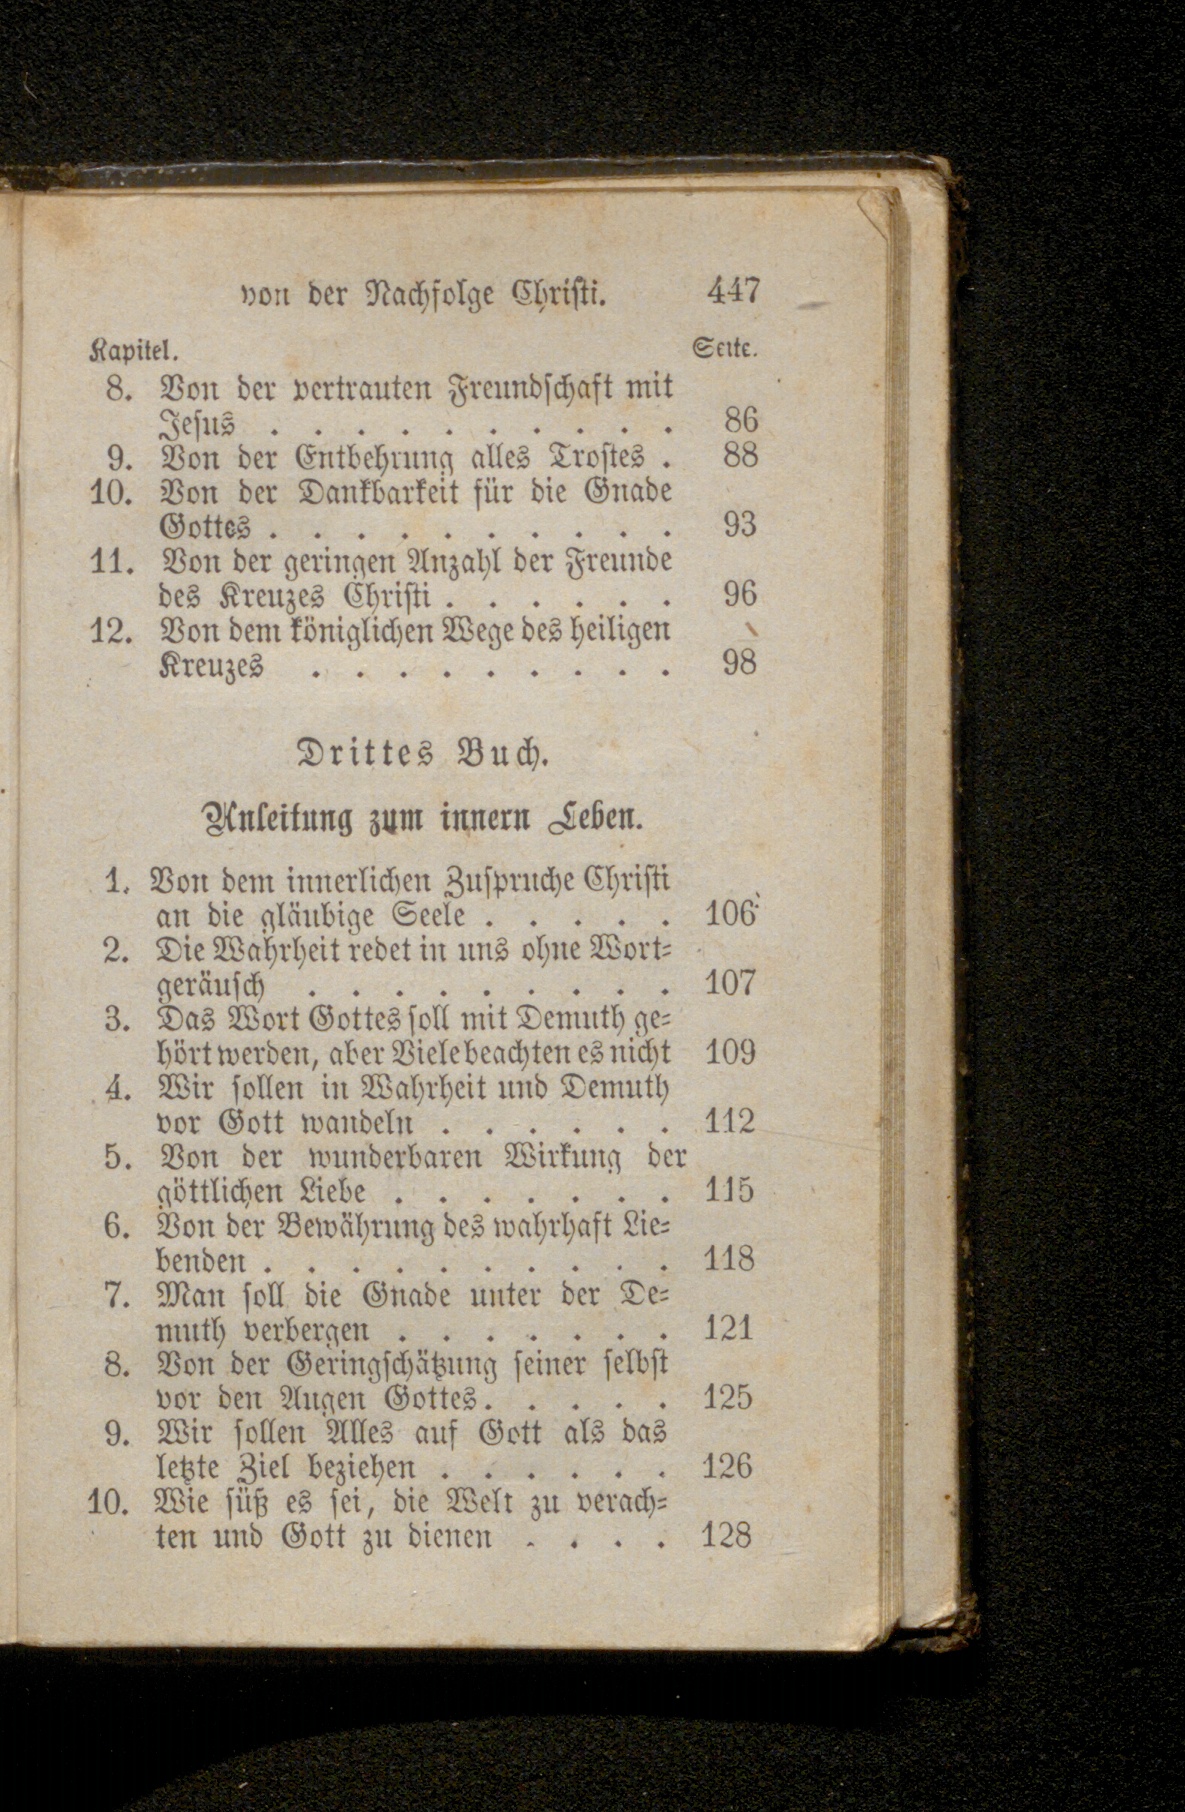 von der Nachfolge Christi. 447
Kapitel. Seite.
8. Von der vertrauten Freundschaft mit
Jesus . . . . . . . . . . 86
9. Von der Entbehrung alles Trostes . 88
10. Von der Dankbarkeit für die Gnade
Gottes . . . . . . . . . . 93
11. Von der geringen Anzahl der Freunde
des Kreuzes Christi . . . . . . 96
12. Von dem königlichen Wege des heiligen
Kreuzes . . . . . . . . . 98
Drittes Buch.
Anleitung zum innern Leben.
1. Von dem innerlichen Zuspruche Christi
an die gläubige Seele . . . . . 106
2. Die Wahrheit redet in uns ohne Wort-
geräusch . . . . . . . . . 107
3. Das Wort Gottes soll mit Demuth ge-
hört werden, aber Viele beachten es nicht 109
4. Wir sollen in Wahrheit und Demuth
vor Gott wandeln . . . . . . 112
5. Von der wunderbaren Wirkung der
göttlichen Liebe . . . . . . . 115
6. Von der Bewährung des wahrhaft Lie-
benden . . . . . . . . . . 118
7. Man soll die Gnade unter der De-
muth verbergen . . . . . . . 121
8. Von der Geringschätzung seiner selbst
vor den Augen Gottes . . . . . 125
9. Wir sollen Alles auf Gott als das
letzte Ziel beziehen . . . . . . 126
10. Wie süß es sei, die Welt zu verach-
ten und Gott zu dienen . . . . 128